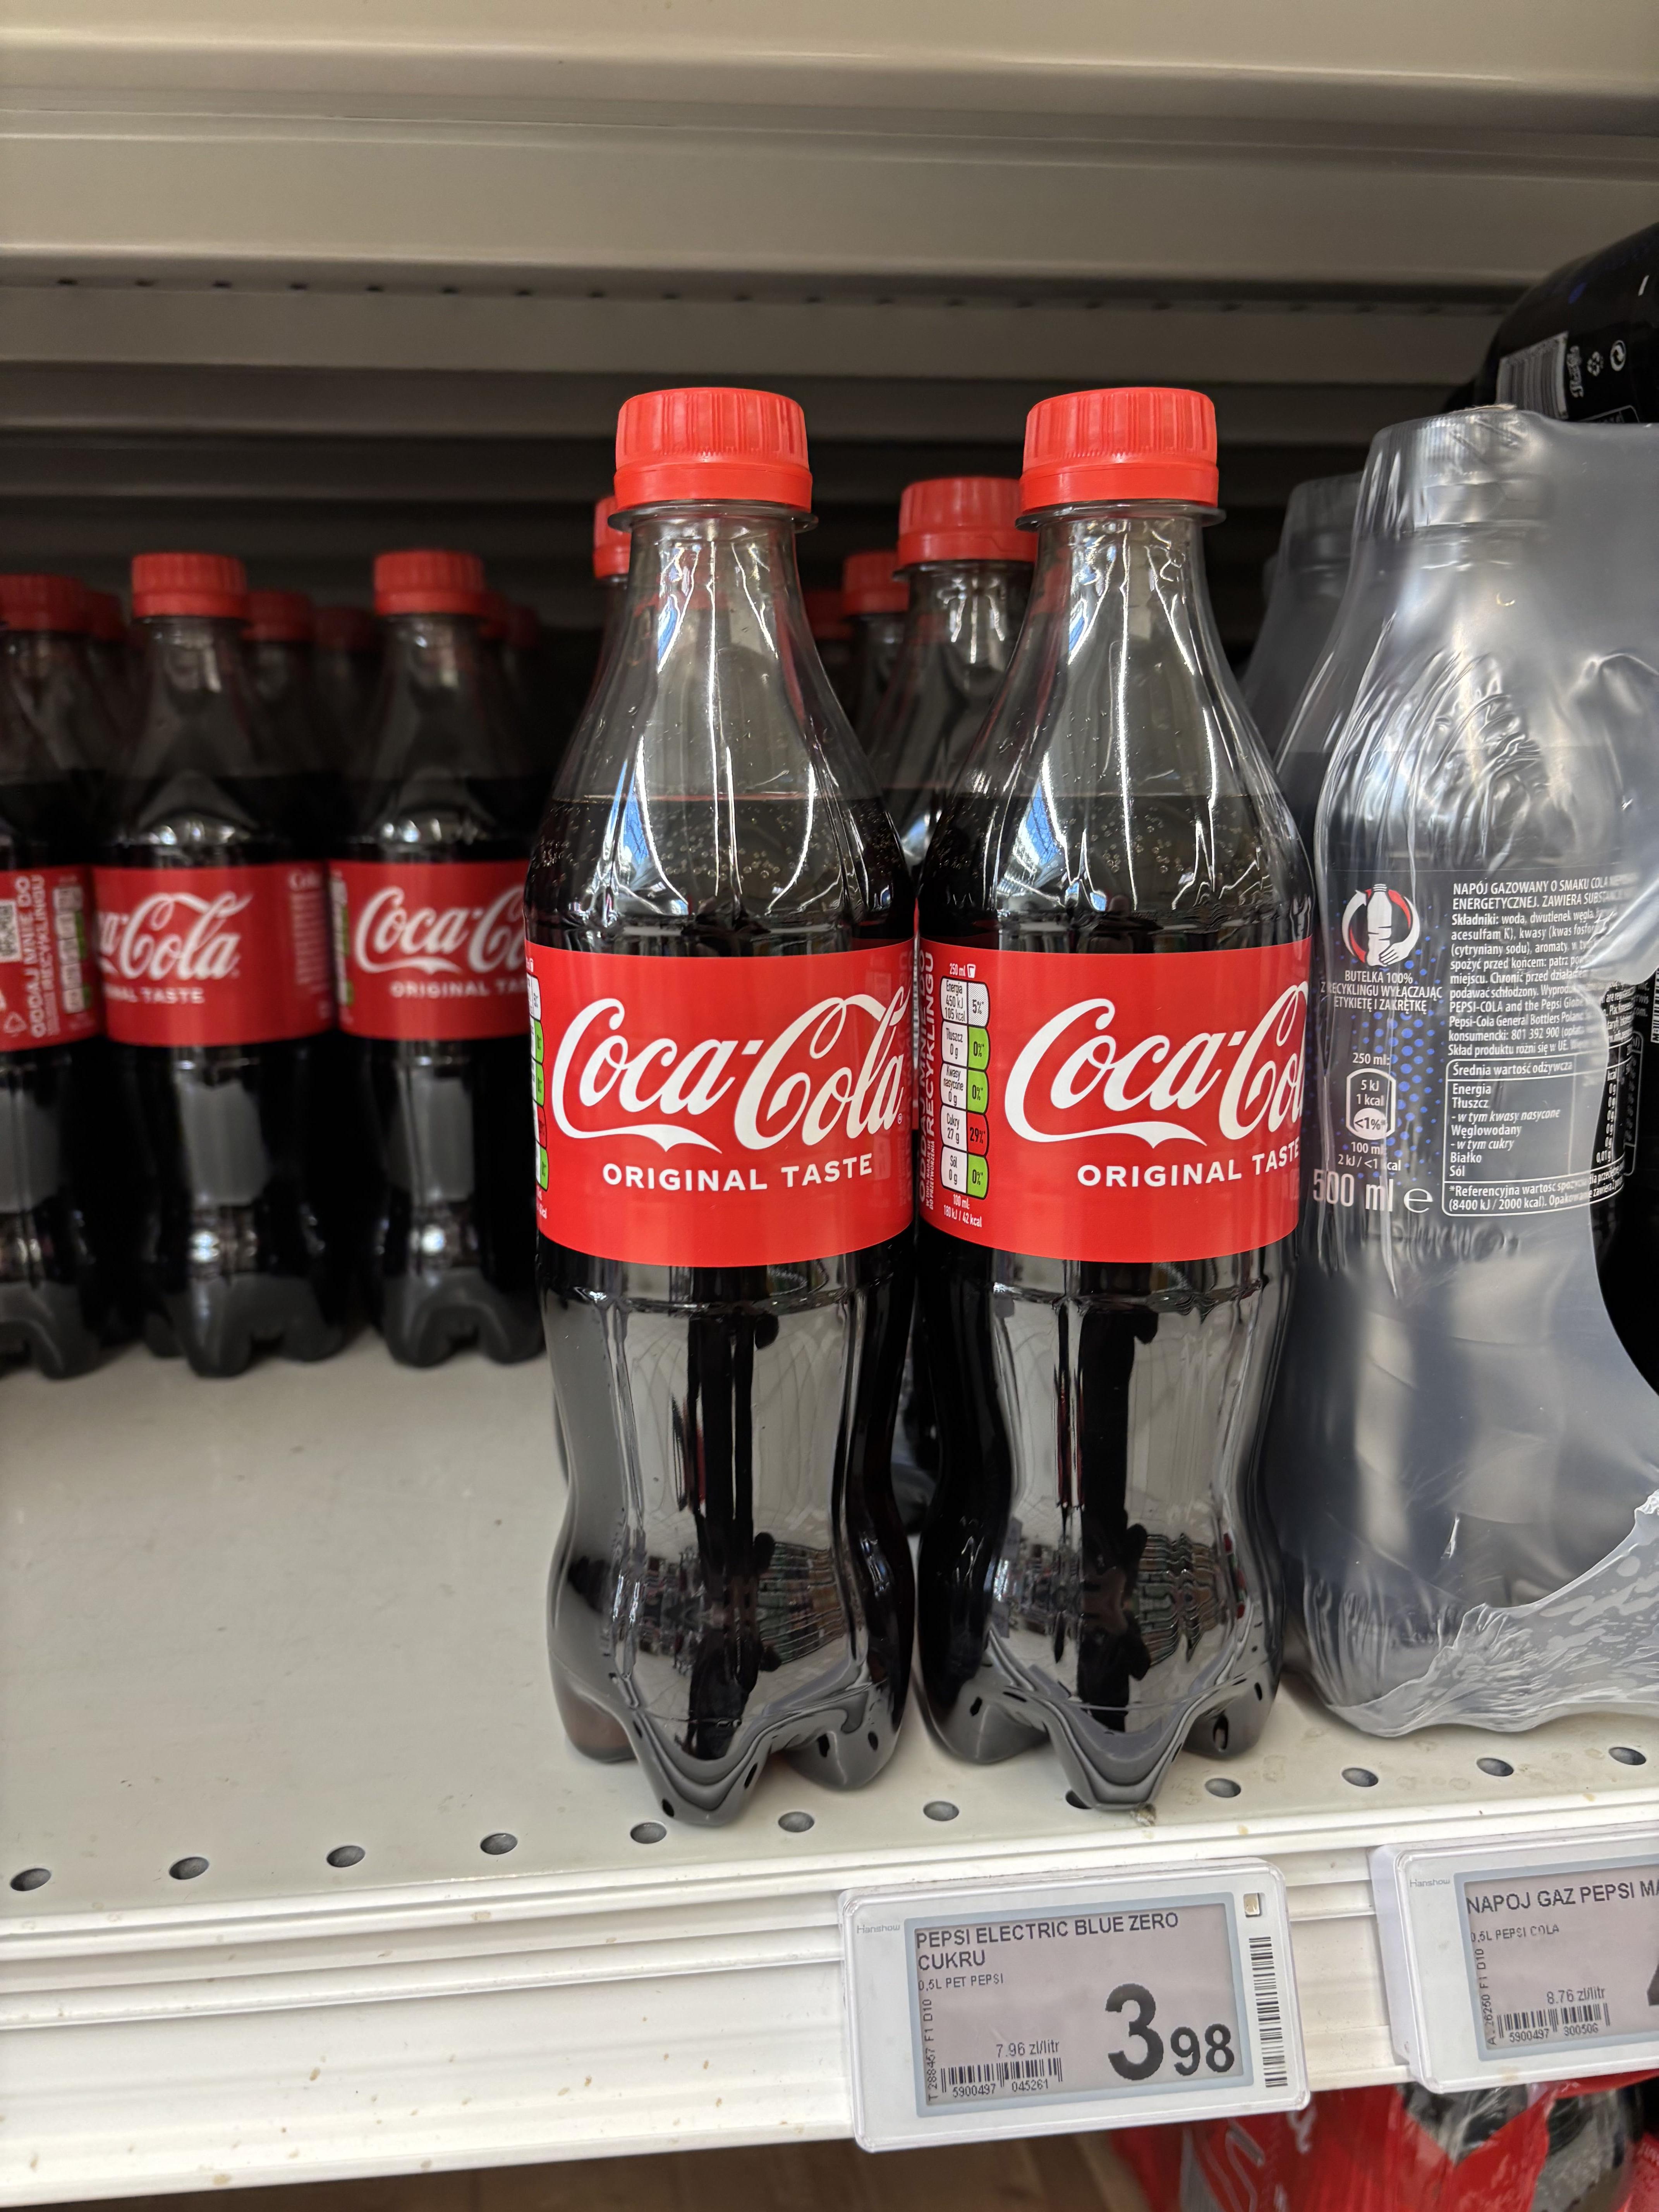 Coca-Cola
ORIGINAL TASTE
ODDAJ MNIE DO
RECYKLINGU
Coca-Cola
ORIGINAL TASTE
250 ml
Energia
450 kJ
105 kcal
5%*
Tłuszcz
0 g
0%*
Kwasy
nasycone
0 g
0%*
Cukry
27 g
29%*
Sól
0 g
0%*
100 ml:
180 kJ / 42 kcal
Coca-Col
ORIGINAL TASTE
BUTELKA 100%
Z RECYKLINGU WYŁĄCZAJĄC
ETYKIETĘ I ZAKRĘTKĘ
250 ml:
5 kJ
1 kcal
<1%*
100 ml:
2 kJ / <1 kcal
500 ml e
NAPÓJ GAZOWANY O SMAKU COLA
ENERGETYCZNEJ. ZAWIERA
Składniki: woda, dwutlenek węgla,
acesulfam K), kwasy (kwas
(cytryniany sodu), aromaty,
spożyć przed końcem: patrz
miejscu. Chronić przed
podawać schłodzony.
PEPSI-COLA and the Pepsi Globe
Pepsi-Cola General Bottlers
konsumencki: 801 392 900
Skład produktu różni się w UE.
Średnia wartość odżywcza
Energia
Tłuszcz
- w tym kwasy nasycone
Węglowodany
- w tym cukry
Białko
Sól
*Referencyjna wartość spożycia
(8400 kJ / 2000 kcal).
Hanshow
PEPSI ELECTRIC BLUE ZERO
CUKRU
0,5L PET PEPSI
T 288457 F1 D10
7.96 zł/litr
3 98
5900497 045261
Hanshow
NAPOJ GAZ PEPSI MA
0,5L PEPSI COLA
8.76 zł/litr
5900497 300506